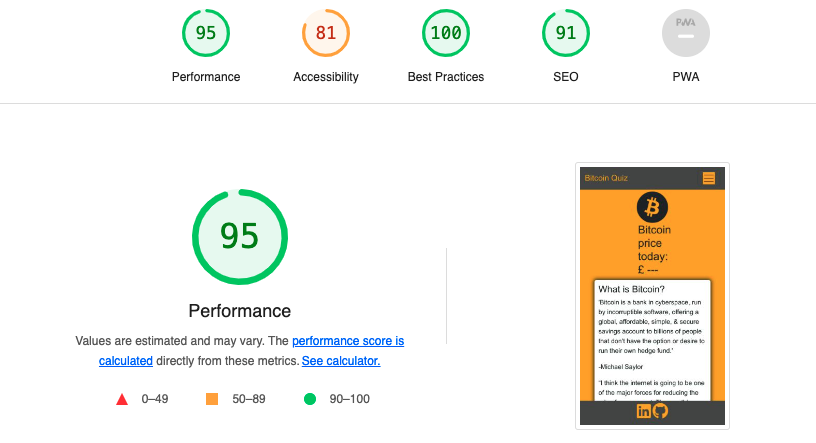 95
81
100
91
PWA
Performance
Accessibility
Best Practices
SEO
PWA
95
Performance
Values are estimated and may vary. The performance score is
calculated directly from these metrics. See calculator.
0–49
50–89
90–100
Bitcoin Quiz
Bitcoin
price
today:
£ ---
What is Bitcoin?
'Bitcoin is a bank in cyberspace, run
by incorruptible software, offering a
global, affordable, simple, & secure
savings account to billions of people
that don't have the option or desire to
run their own hedge fund.'
-Michael Saylor
"I think the internet is going to be one
of the major forces for reducing the